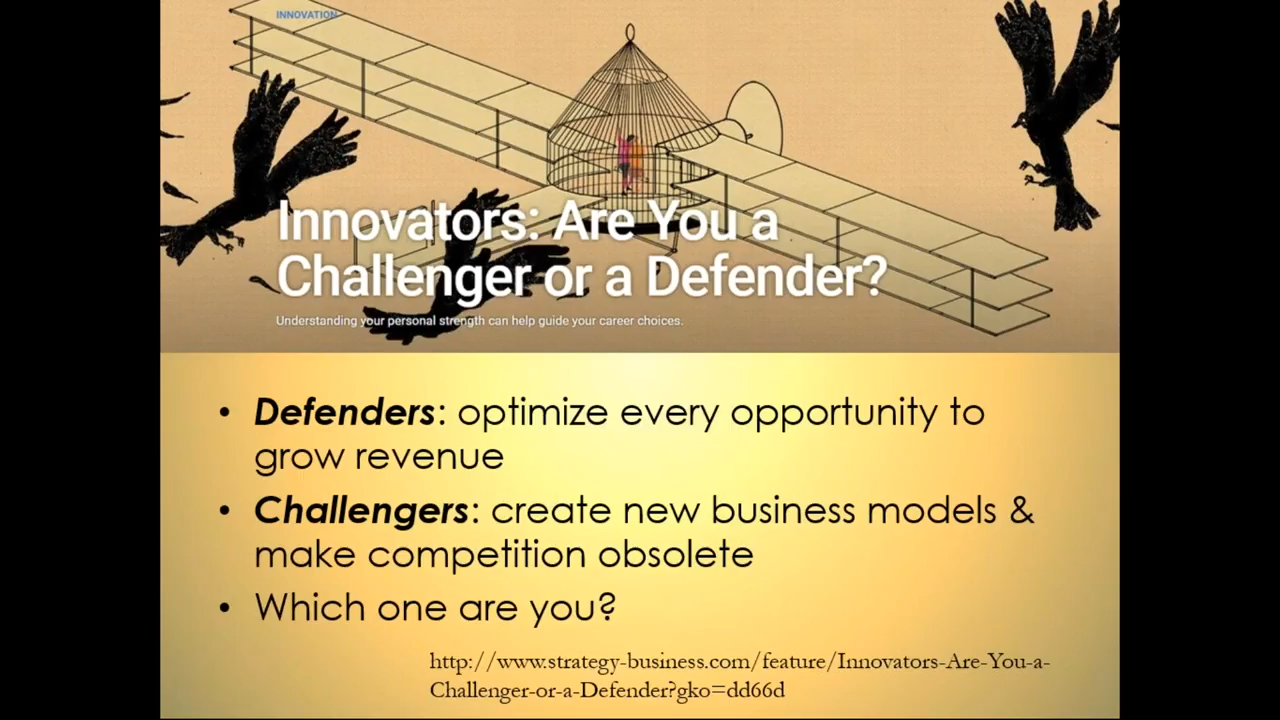 INNOVATION
Innovators: Are You a
Challenger or a Defender?
Understanding your personal strength can help guide your career choices.
• Defenders: optimize every opportunity to
grow revenue
• Challengers: create new business models &
make competition obsolete
• Which one are you?
http://www.strategy-business.com/feature/Innovators-Are-You-a-
Challenger-or-a-Defender?gko=dd66d